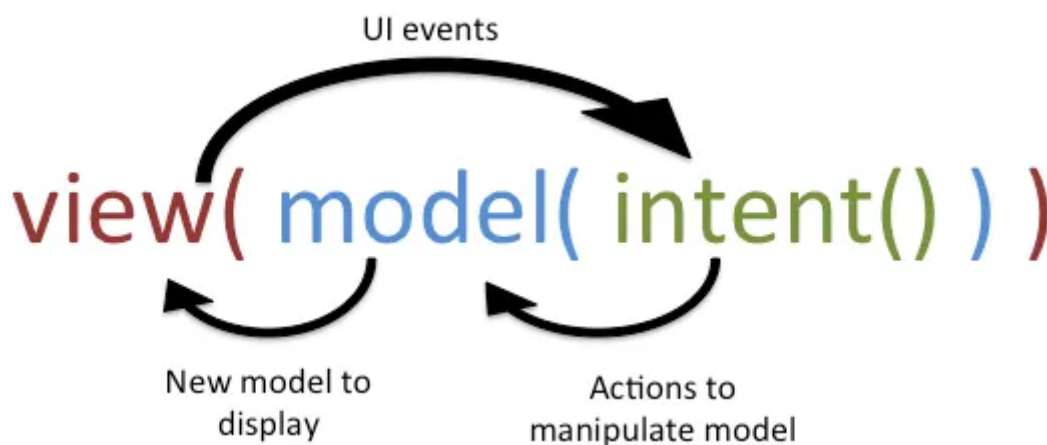 UI events
view( model( intent() ) )
New model to
display
Actions to
manipulate model